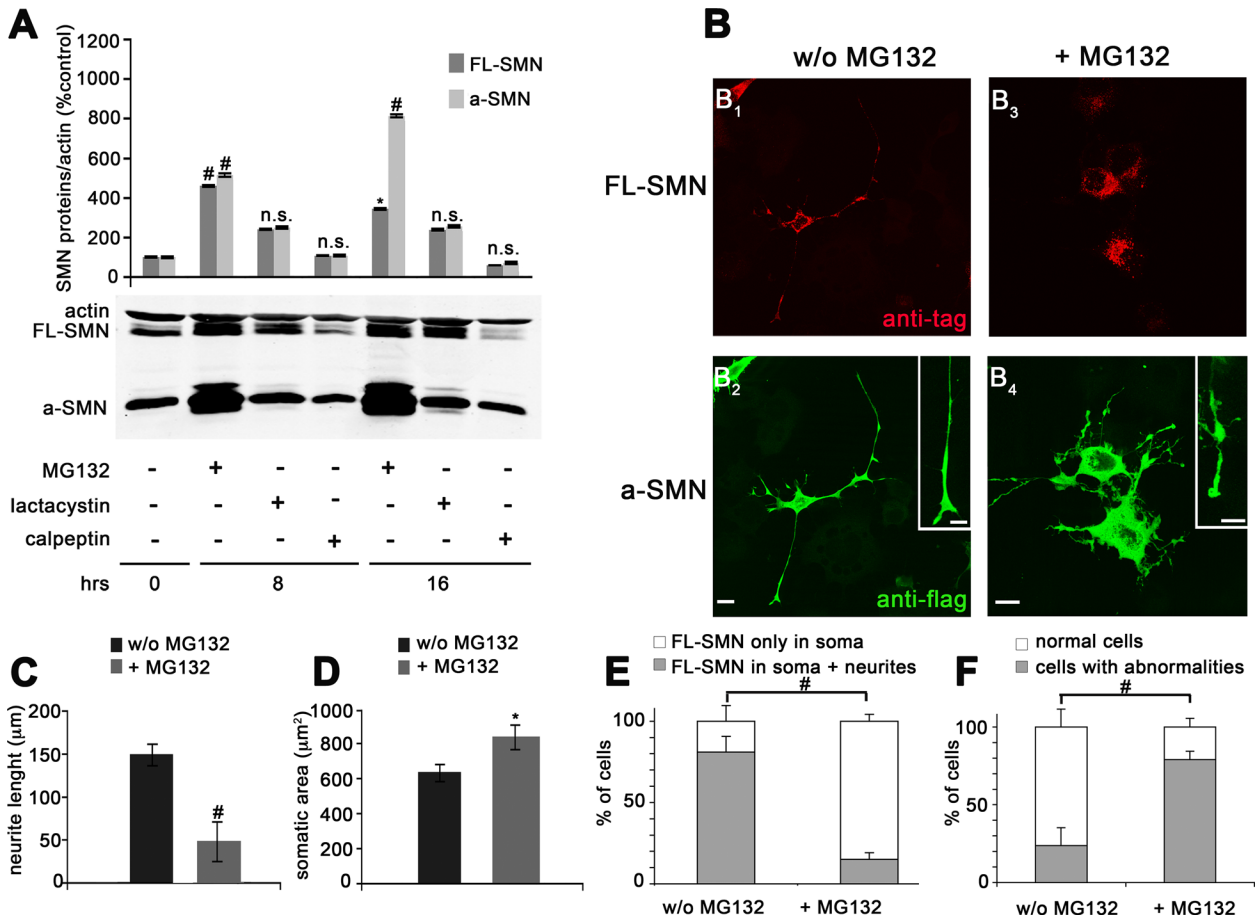 A
SMN proteins/actin (%control)
1200
1000
800
600
400
200
0
FL-SMN
a-SMN
# #
n.s.
n.s.
*
#
n.s.
n.s.
actin
FL-SMN
a-SMN
MG132 - + - - + - -
lactacystin - - + - - + -
calpeptin - - - + - - +
hrs 0 8 16
B
w/o MG132
+ MG132
FL-SMN
B1
anti-tag
B3
a-SMN
B2
anti-flag
B4
C
w/o MG132
+ MG132
neurite lenght (μm)
200
150
100
50
0
#
D
w/o MG132
+ MG132
somatic area (μm2)
1000
800
600
400
200
0
*
E
FL-SMN only in soma
FL-SMN in soma + neurites
#
% of cells
100
50
0
w/o MG132
+ MG132
F
normal cells
cells with abnormalities
#
% of cells
100
50
0
w/o MG132
+ MG132